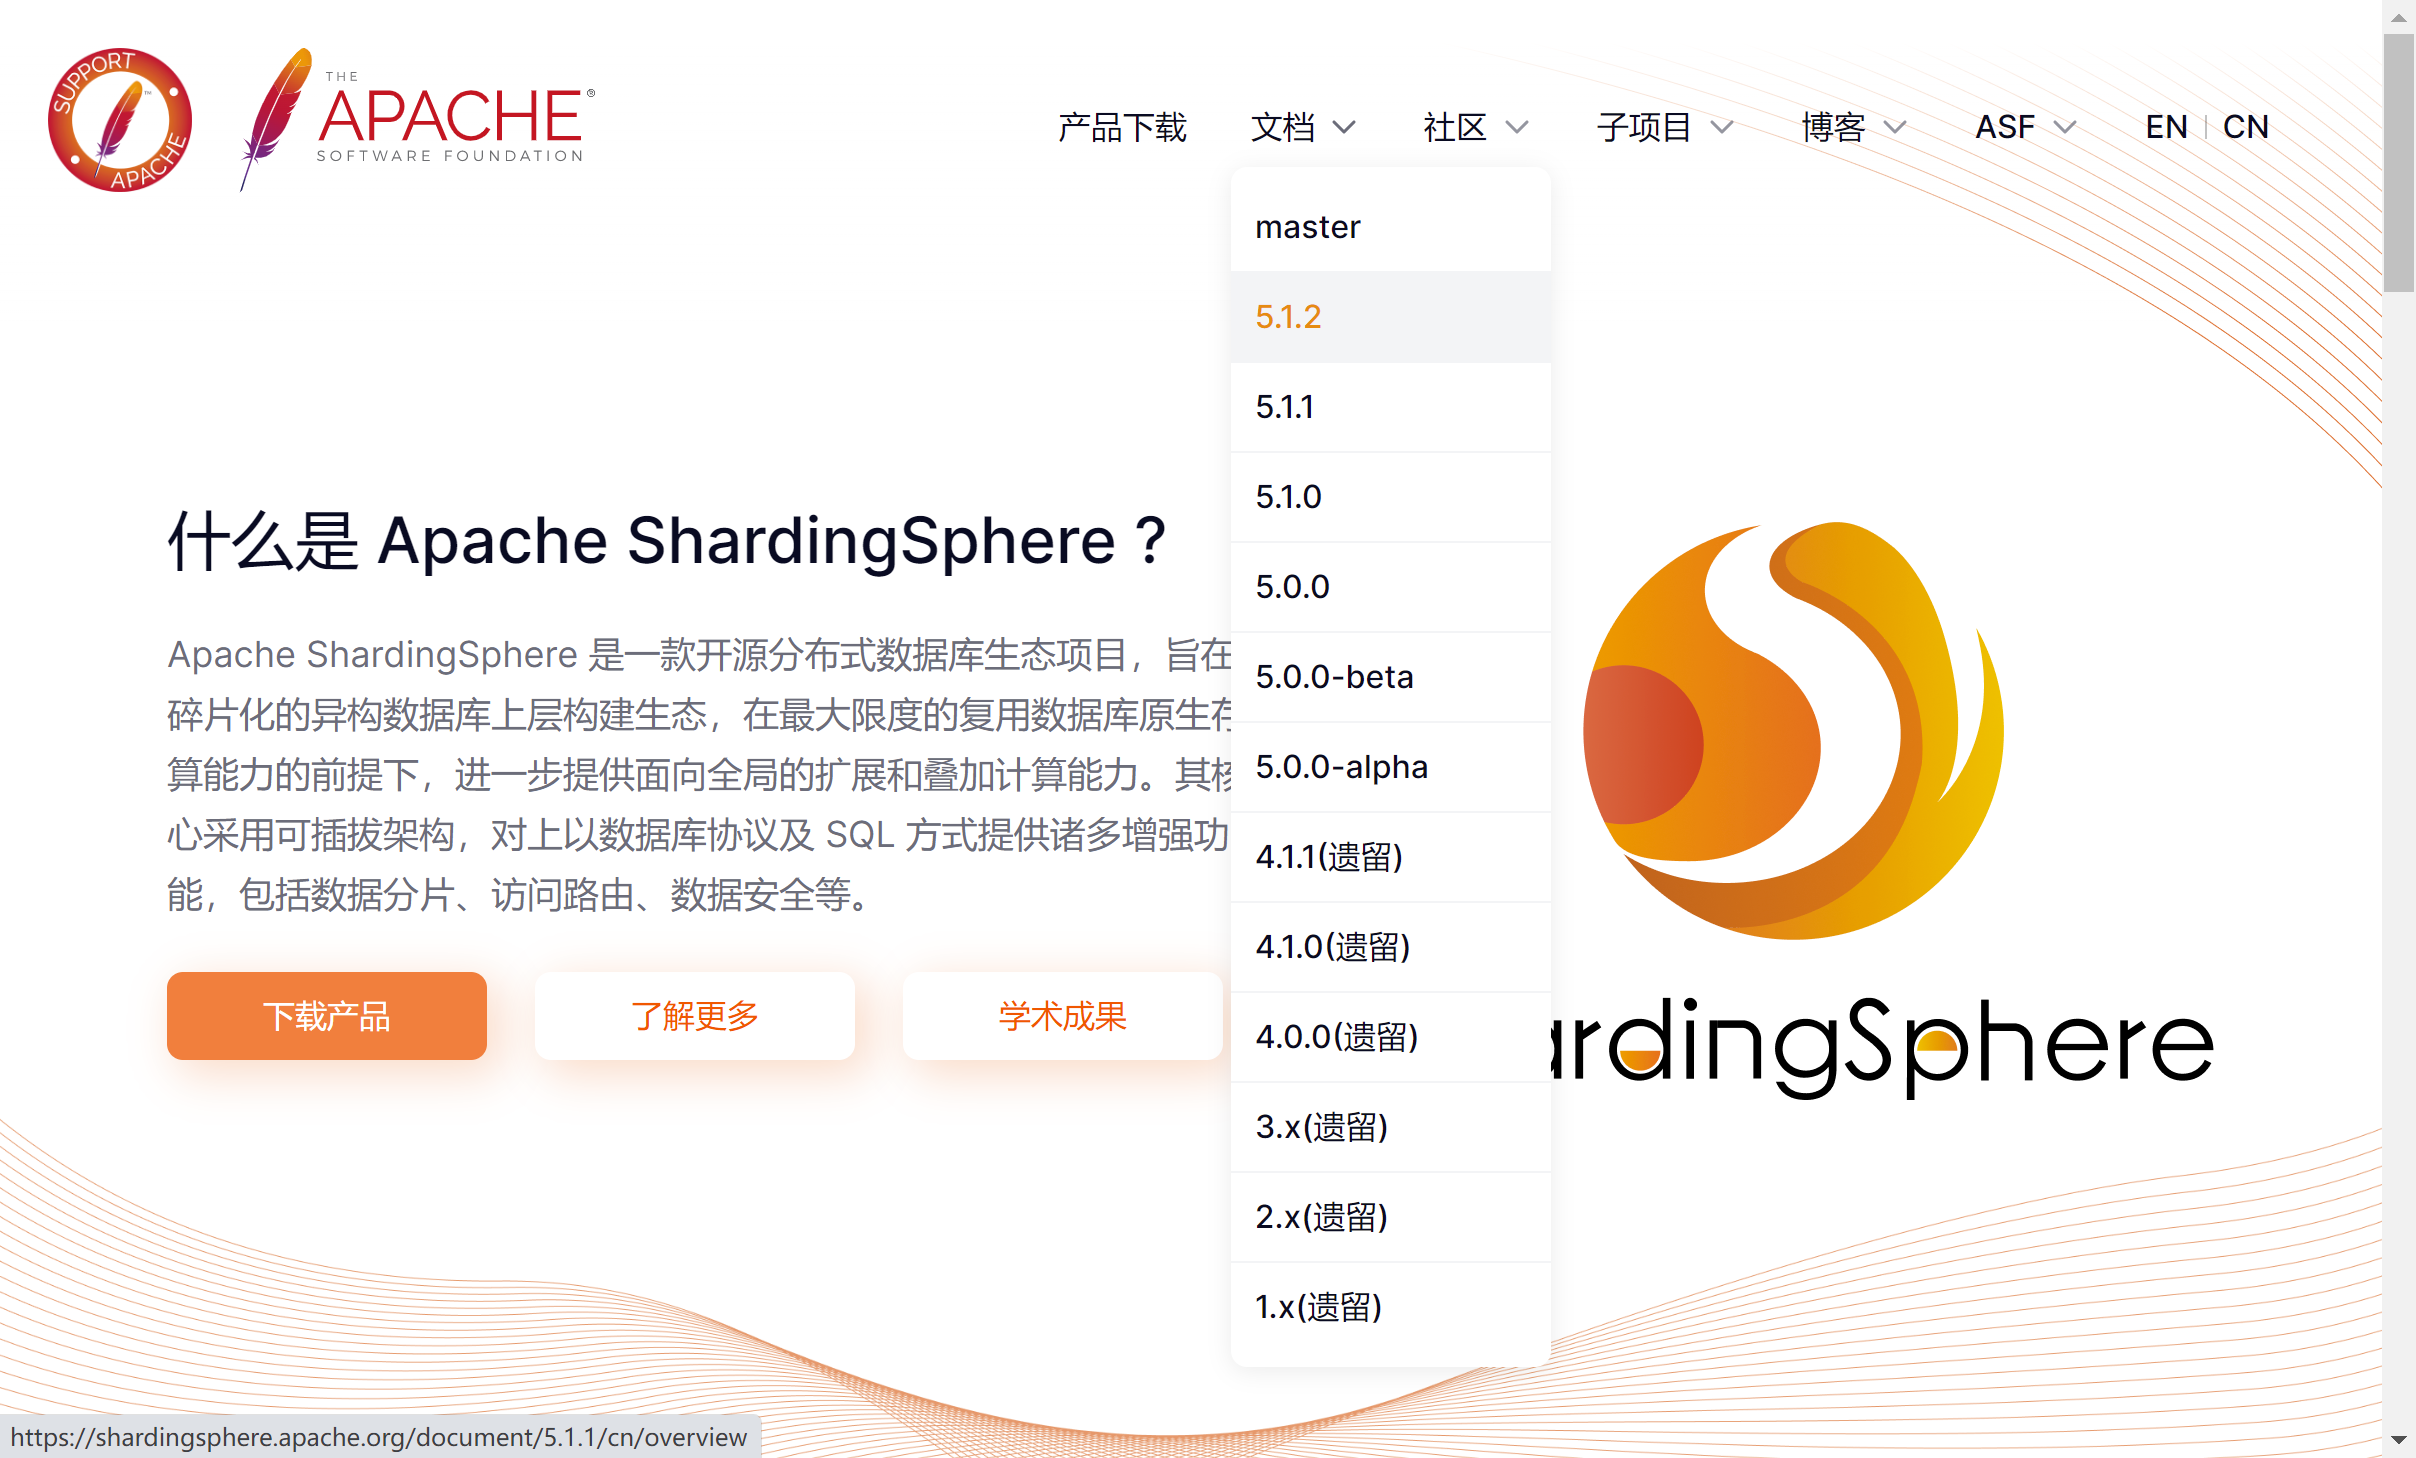 SUPPORT
APACHE
THE
APACHE®
SOFTWARE FOUNDATION
产品下载 文档 社区 子项目 博客 ASF EN | CN
master
5.1.2
5.1.1
5.1.0
5.0.0
5.0.0-beta
5.0.0-alpha
4.1.1(遗留)
4.1.0(遗留)
4.0.0(遗留)
3.x(遗留)
2.x(遗留)
1.x(遗留)
什么是 Apache ShardingSphere ?
Apache ShardingSphere 是一款开源分布式数据库生态项目，旨在
碎片化的异构数据库上层构建生态，在最大限度的复用数据库原生存
算能力的前提下，进一步提供面向全局的扩展和叠加计算能力。其核
心采用可插拔架构，对上以数据库协议及 SQL 方式提供诸多增强功
能，包括数据分片、访问路由、数据安全等。
下载产品 了解更多 学术成果
ardingSphere
https://shardingsphere.apache.org/document/5.1.1/cn/overview